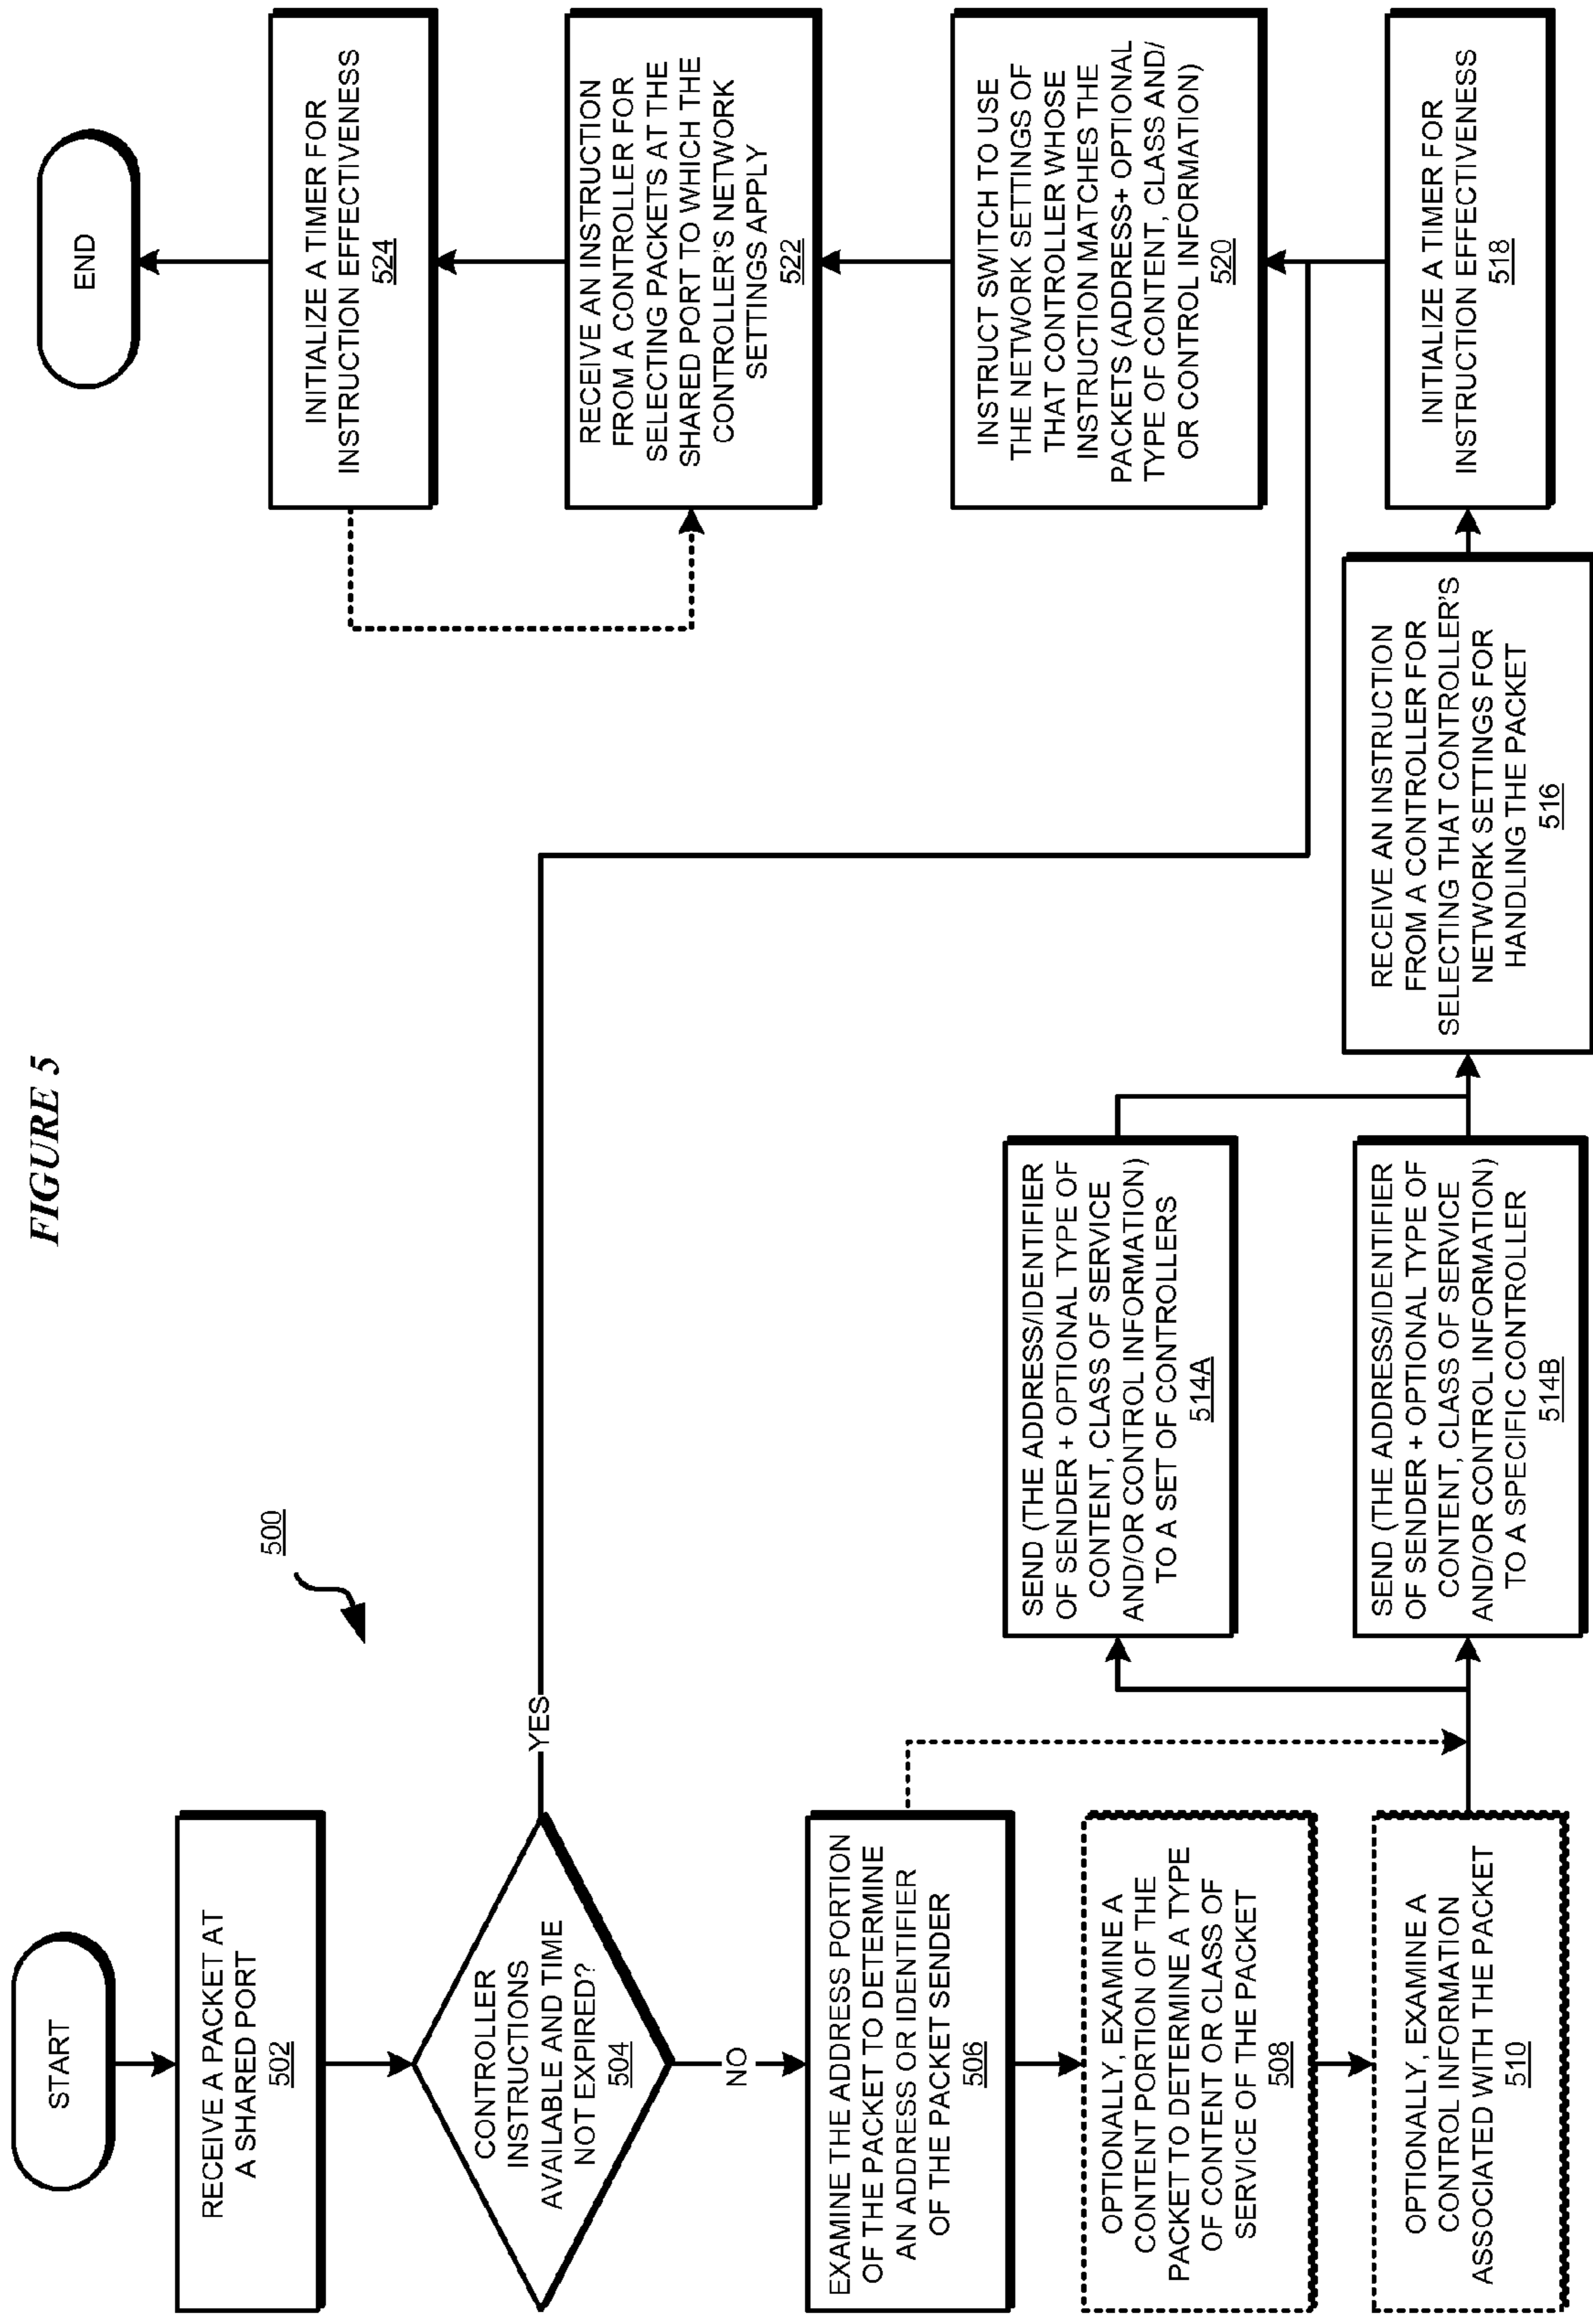 FIGURE 5
500
START
RECEIVE A PACKET AT
A SHARED PORT
502
CONTROLLER
INSTRUCTIONS
AVAILABLE AND TIME
NOT EXPIRED?
504
YES
NO
EXAMINE THE ADDRESS PORTION
OF THE PACKET TO DETERMINE
AN ADDRESS OR IDENTIFIER
OF THE PACKET SENDER
506
OPTIONALLY, EXAMINE A
CONTENT PORTION OF THE
PACKET TO DETERMINE A TYPE
OF CONTENT OR CLASS OF
SERVICE OF THE PACKET
508
OPTIONALLY, EXAMINE A
CONTROL INFORMATION
ASSOCIATED WITH THE PACKET
510
SEND (THE ADDRESS/IDENTIFIER
OF SENDER + OPTIONAL TYPE OF
CONTENT, CLASS OF SERVICE
AND/OR CONTROL INFORMATION)
TO A SET OF CONTROLLERS
514A
SEND (THE ADDRESS/IDENTIFIER
OF SENDER + OPTIONAL TYPE OF
CONTENT, CLASS OF SERVICE
AND/OR CONTROL INFORMATION)
TO A SPECIFIC CONTROLLER
514B
RECEIVE AN INSTRUCTION
FROM A CONTROLLER FOR
SELECTING THAT CONTROLLER'S
NETWORK SETTINGS FOR
HANDLING THE PACKET
516
INITIALIZE A TIMER FOR
INSTRUCTION EFFECTIVENESS
518
INSTRUCT SWITCH TO USE
THE NETWORK SETTINGS OF
THAT CONTROLLER WHOSE
INSTRUCTION MATCHES THE
PACKETS (ADDRESS+ OPTIONAL
TYPE OF CONTENT, CLASS AND/
OR CONTROL INFORMATION)
520
RECEIVE AN INSTRUCTION
FROM A CONTROLLER FOR
SELECTING PACKETS AT THE
SHARED PORT TO WHICH THE
CONTROLLER'S NETWORK
SETTINGS APPLY
522
INITIALIZE A TIMER FOR
INSTRUCTION EFFECTIVENESS
524
END